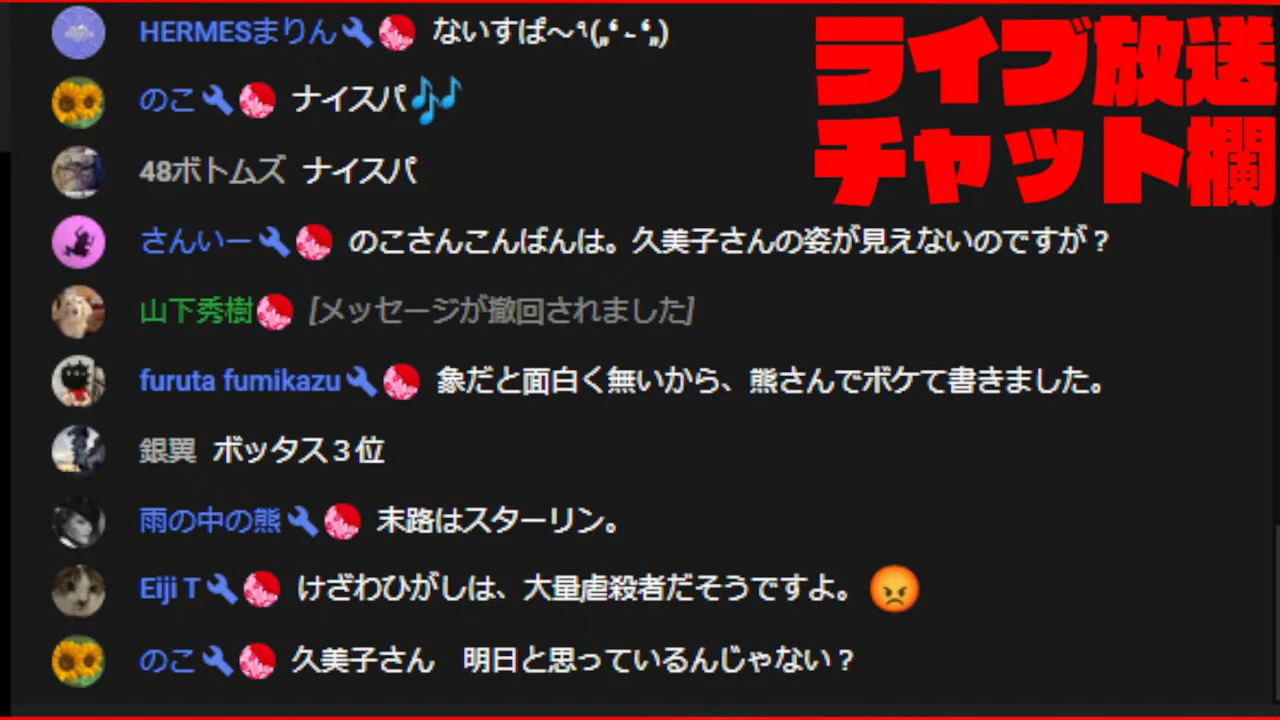 ライブ放送
チャット欄
HERMESまりん ないすぱ～٩(„❛ ֊ ❛„)
のこ ナイスパ🎶
48ボトムズ ナイスパ
さんいー のこさんこんばんは。久美子さんの姿が見えないのですが？
山下秀樹 [メッセージが撤回されました]
furuta fumikazu 象だと面白く無いから、熊さんでボケて書きました。
銀翼 ボッタス３位
雨の中の熊 末路はスターリン。
Eiji T けざわひがしは、大量虐殺者だそうですよ。😡
のこ 久美子さん　明日と思っているんじゃない？